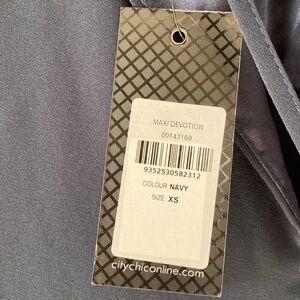 MAXI DEVOTION
00143169
9352530582312
COLOUR NAVY
SIZE XS
citychiconline.com